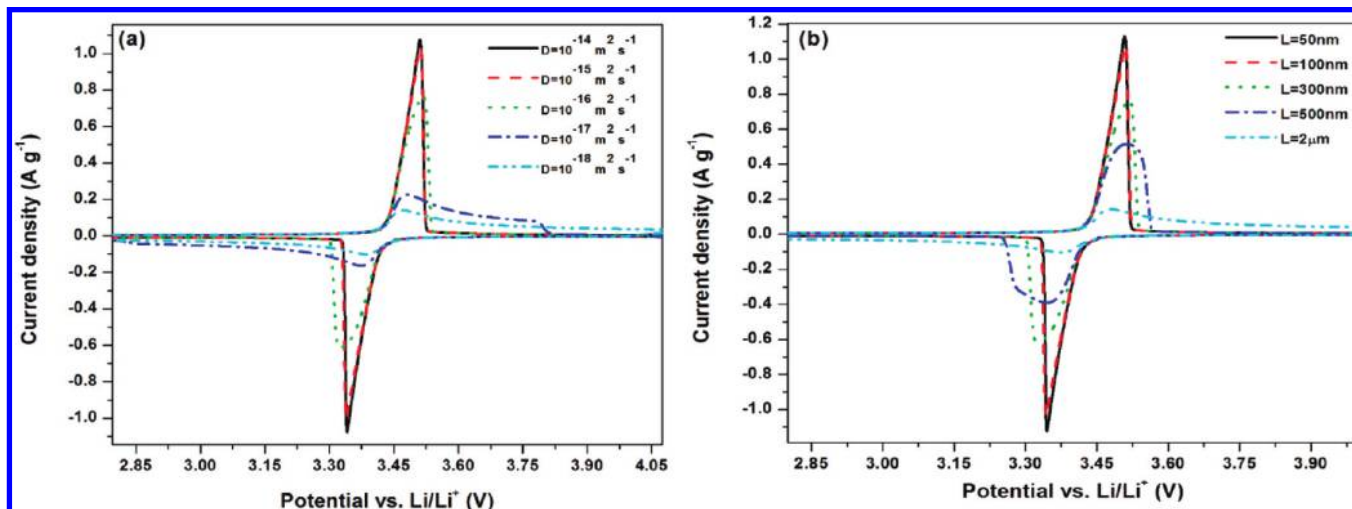 (a)
D=10^-14 m^2 s^-1
D=10^-15 m^2 s^-1
D=10^-16 m^2 s^-1
D=10^-17 m^2 s^-1
D=10^-18 m^2 s^-1
1.0
0.8
0.6
0.4
0.2
0.0
-0.2
-0.4
-0.6
-0.8
-1.0
Current density (A g^-1)
2.85 3.00 3.15 3.30 3.45 3.60 3.75 3.90 4.05
Potential vs. Li/Li^+ (V)
(b)
L=50nm
L=100nm
L=300nm
L=500nm
L=2μm
1.2
1.0
0.8
0.6
0.4
0.2
0.0
-0.2
-0.4
-0.6
-0.8
-1.0
Current density (A g^-1)
2.85 3.00 3.15 3.30 3.45 3.60 3.75 3.90
Potential vs. Li/Li^+ (V)